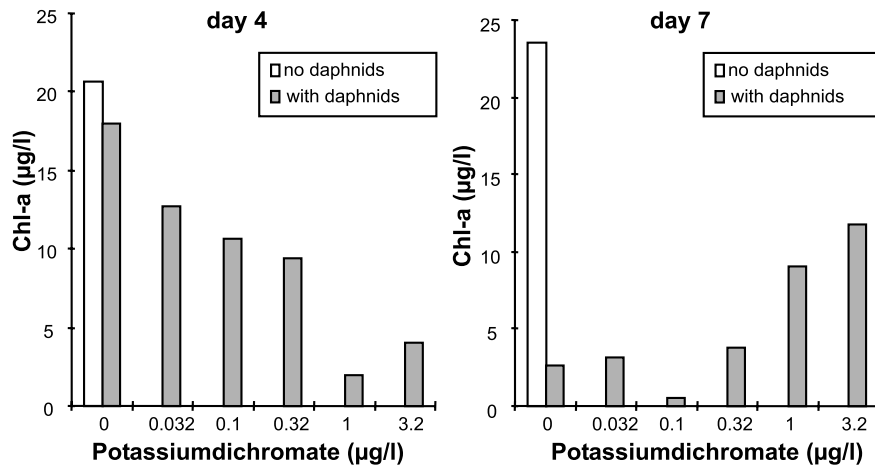 day 4
no daphnids
with daphnids
Chl-a (µg/l)
25
20
15
10
5
0
0 0.032 0.1 0.32 1 3.2
Potassiumdichromate (µg/l)
day 7
no daphnids
with daphnids
Chl-a (µg/l)
25
20
15
10
5
0
0 0.032 0.1 0.32 1 3.2
Potassiumdichromate (µg/l)